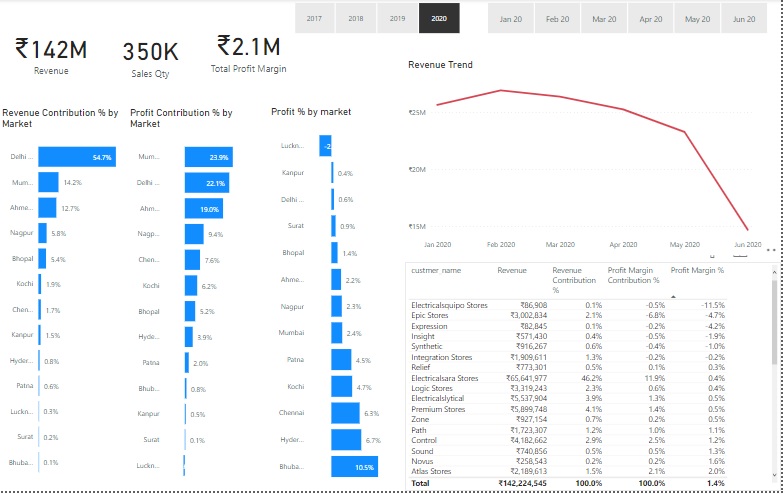 2017 2018 2019 2020 Jan 20 Feb 20 Mar 20 Apr 20 May 20 Jun 20
₹142M 350K ₹2.1M
Revenue Sales Qty Total Profit Margin
Revenue Trend
₹25M
₹20M
₹15M
Jan 2020 Feb 2020 Mar 2020 Apr 2020 May 2020 Jun 2020
Revenue Contribution % by
Market
Delhi ... 54.7%
Mum... 14.2%
Ahme... 12.7%
Nagpur 5.8%
Bhopal 5.4%
Kochi 1.9%
Chen... 1.7%
Kanpur 1.5%
Hyder... 0.8%
Patna 0.6%
Luckn... 0.3%
Surat 0.2%
Bhuba... 0.1%
Profit Contribution % by
Market
Mum... 23.9%
Delhi ... 22.1%
Ahm... 19.0%
Nagp... 9.4%
Chen... 7.6%
Kochi 6.2%
Bhopal 5.2%
Hyde... 3.9%
Patna 2.0%
Bhub... 0.8%
Kanpur 0.5%
Surat 0.1%
Luckn...
Profit % by market
Luckn... -2
Kanpur 0.4%
Delhi ... 0.6%
Surat 0.9%
Bhopal 1.4%
Ahme... 2.2%
Nagpur 2.3%
Mumbai 2.4%
Patna 4.5%
Kochi 4.7%
Chennai 6.3%
Hyder... 6.7%
Bhuba... 10.5%
custmer_name Revenue Revenue Contribution % Profit Margin Contribution % Profit Margin %
Electricalsquipo Stores ₹86,908 0.1% -0.5% -11.5%
Epic Stores ₹3,002,834 2.1% -6.8% -4.7%
Expression ₹82,845 0.1% -0.2% -4.2%
Insight ₹571,430 0.4% -0.5% -1.9%
Synthetic ₹916,267 0.6% -0.4% -1.0%
Integration Stores ₹1,909,611 1.3% -0.2% -0.2%
Relief ₹773,301 0.5% 0.1% 0.3%
Electricalsara Stores ₹65,641,977 46.2% 11.9% 0.4%
Logic Stores ₹3,319,243 2.3% 0.6% 0.4%
Electricalslytical ₹5,537,904 3.9% 1.3% 0.5%
Premium Stores ₹5,899,748 4.1% 1.4% 0.5%
Zone ₹927,154 0.7% 0.2% 0.5%
Path ₹1,723,307 1.2% 1.0% 1.1%
Control ₹4,182,662 2.9% 2.5% 1.2%
Sound ₹740,856 0.5% 0.5% 1.3%
Novus ₹258,543 0.2% 0.2% 1.6%
Atlas Stores ₹2,189,613 1.5% 2.1% 2.0%
Total ₹142,224,545 100.0% 100.0% 1.4%